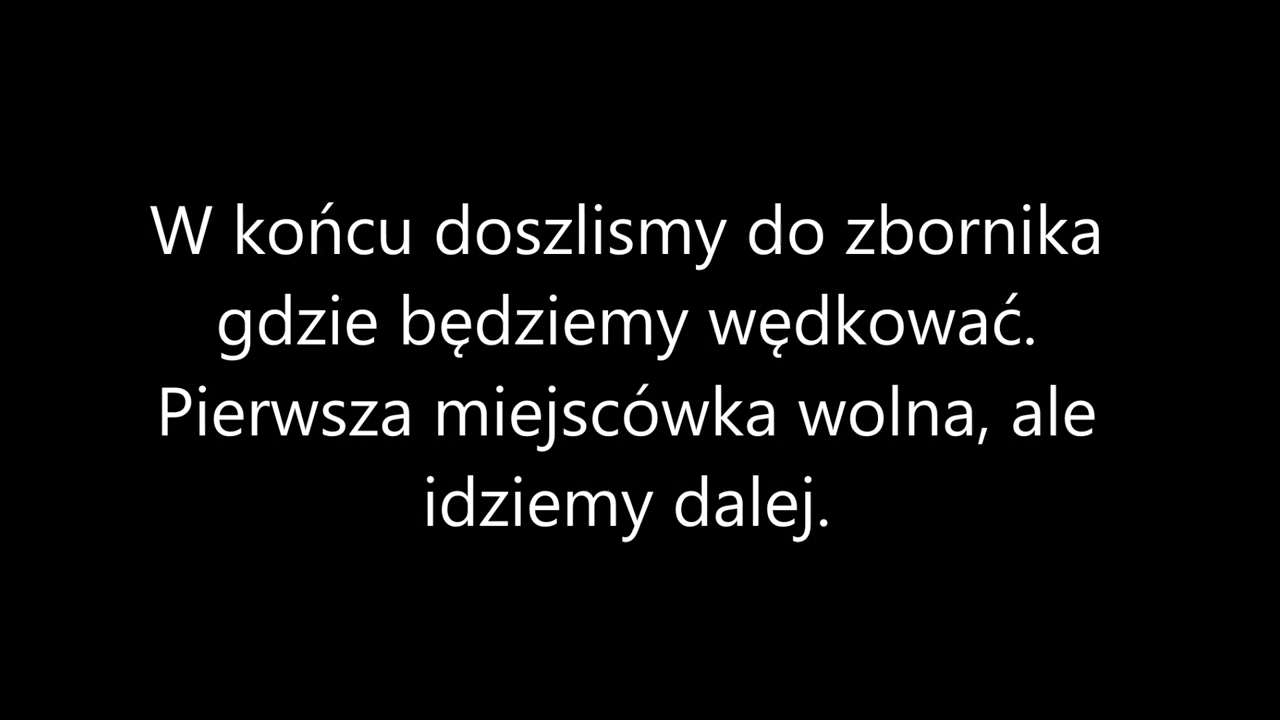 W końcu doszlismy do zbornika
gdzie będziemy wędkować.
Pierwsza miejscówka wolna, ale
idziemy dalej.